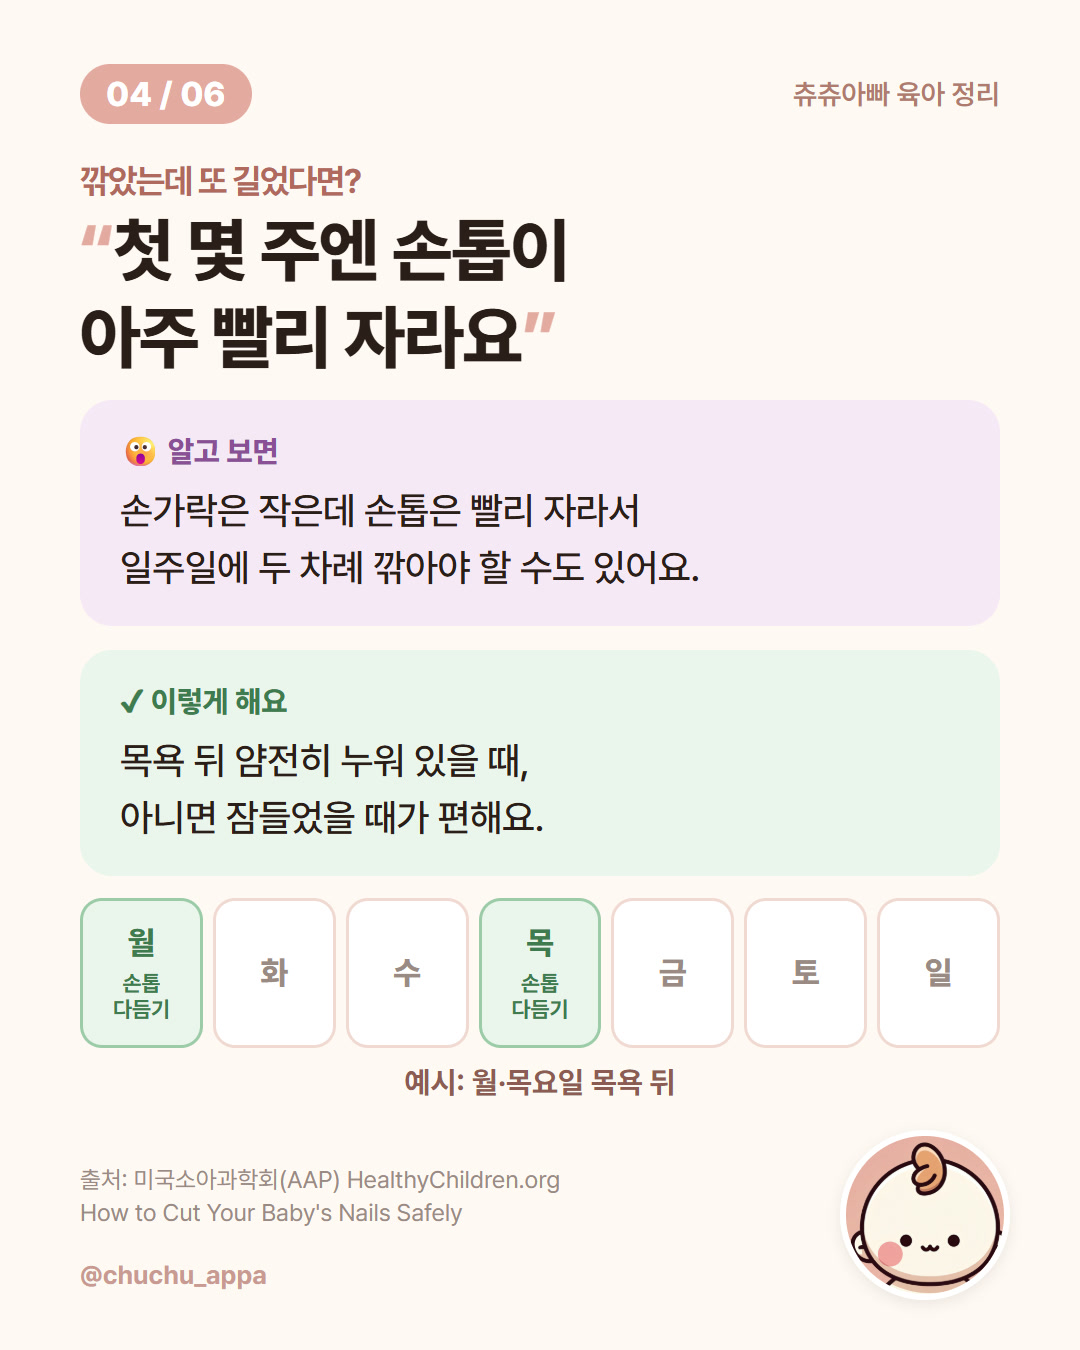 04 / 06
츄츄아빠 육아 정리
깎았는데 또 길었다면?
“첫 몇 주엔 손톱이
아주 빨리 자라요”
😲 알고 보면
손가락은 작은데 손톱은 빨리 자라서
일주일에 두 차례 깎아야 할 수도 있어요.
✓ 이렇게 해요
목욕 뒤 얌전히 누워 있을 때,
아니면 잠들었을 때가 편해요.
월
손톱
다듬기
화
수
목
손톱
다듬기
금
토
일
예시: 월·목요일 목욕 뒤
출처: 미국소아과학회(AAP) HealthyChildren.org
How to Cut Your Baby's Nails Safely
@chuchu_appa